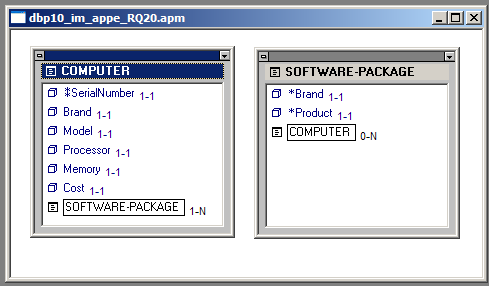 dbp10_im_appe_RQ20.apm
COMPUTER
*SerialNumber 1-1
Brand 1-1
Model 1-1
Processor 1-1
Memory 1-1
Cost 1-1
SOFTWARE-PACKAGE 1-N
SOFTWARE-PACKAGE
*Brand 1-1
*Product 1-1
COMPUTER 0-N